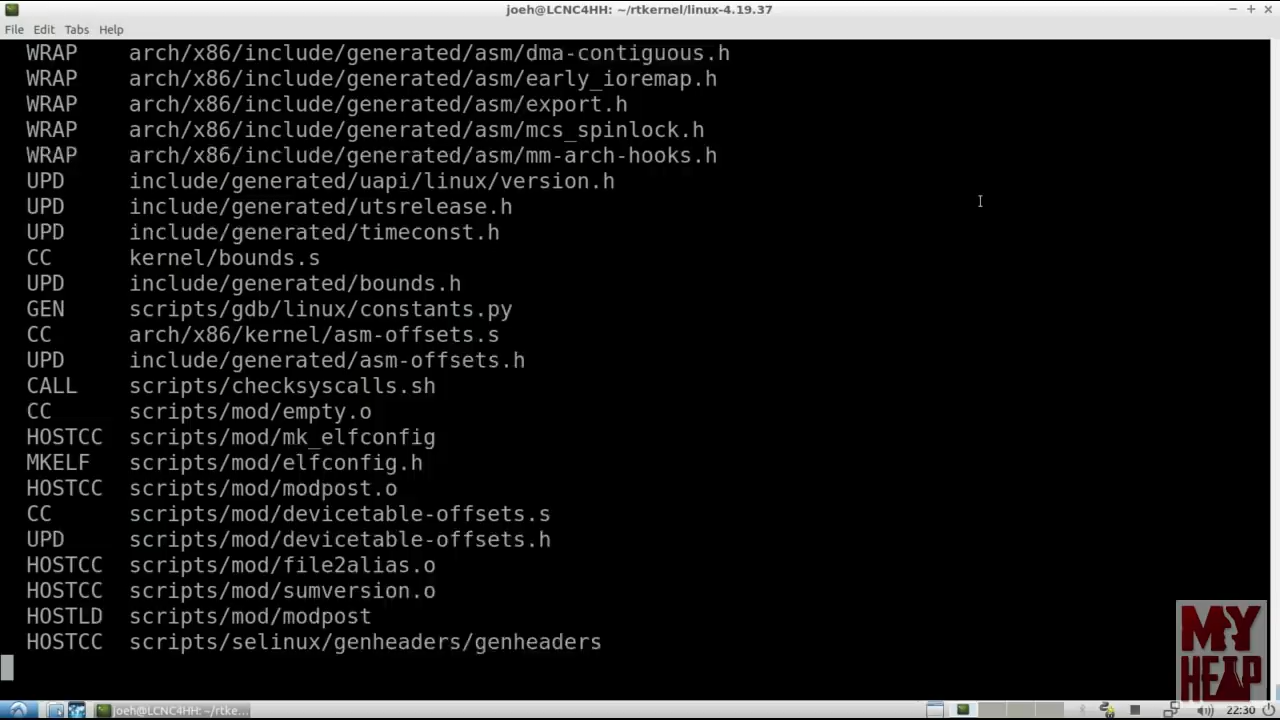 joeh@LCNC4HH: ~/rtkernel/linux-4.19.37
File Edit Tabs Help
WRAP arch/x86/include/generated/asm/dma-contiguous.h
WRAP arch/x86/include/generated/asm/early_ioremap.h
WRAP arch/x86/include/generated/asm/export.h
WRAP arch/x86/include/generated/asm/mcs_spinlock.h
WRAP arch/x86/include/generated/asm/mm-arch-hooks.h
UPD include/generated/uapi/linux/version.h
UPD include/generated/utsrelease.h
UPD include/generated/timeconst.h
CC kernel/bounds.s
UPD include/generated/bounds.h
GEN scripts/gdb/linux/constants.py
CC arch/x86/kernel/asm-offsets.s
UPD include/generated/asm-offsets.h
CALL scripts/checksyscalls.sh
CC scripts/mod/empty.o
HOSTCC scripts/mod/mk_elfconfig
MKELF scripts/mod/elfconfig.h
HOSTCC scripts/mod/modpost.o
CC scripts/mod/devicetable-offsets.s
UPD scripts/mod/devicetable-offsets.h
HOSTCC scripts/mod/file2alias.o
HOSTCC scripts/mod/sumversion.o
HOSTLD scripts/mod/modpost
HOSTCC scripts/selinux/genheaders/genheaders
MY
HEAP
joeh@LCNC4HH: ~/rtke...
22:30